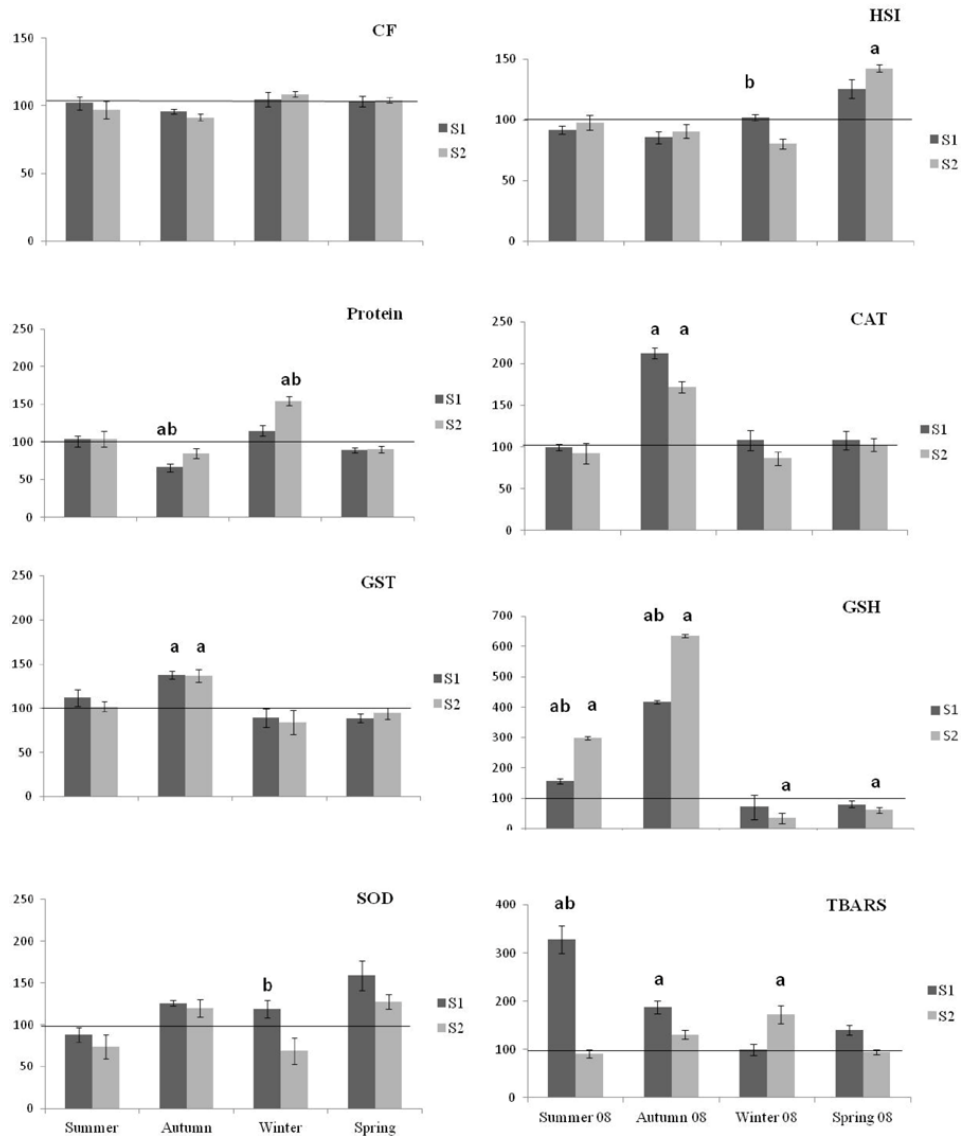 CF
150
100
50
0
S1
S2
HSI
b
a
150
100
50
0
S1
S2
Protein
ab
ab
250
200
150
100
50
0
S1
S2
CAT
a a
250
200
150
100
50
0
S1
S2
GST
a a
250
200
150
100
50
0
S1
S2
GSH
ab a ab a a a
700
600
500
400
300
200
100
0
S1
S2
SOD
b
250
200
150
100
50
0
S1
S2
Summer Autumn Winter Spring
TBARS
ab
a a
400
300
200
100
0
S1
S2
Summer 08 Autumn 08 Winter 08 Spring 08